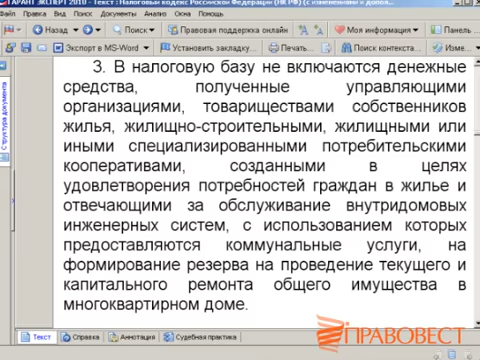 ГАРАНТ ЭКСПЕРТ 2010 - Текст : Налоговый кодекс Российской Федерации (НК РФ) (с изменениями и допол...
Файл Правка Вид Поиск Документы Анализ Окна Помощь
Назад Поиск Правовая поддержка онлайн Моя информация Панель ...
Экспорт в MS-Word Установить закладку... Печать... Поиск контекста... Изме...
Структура документа
3. В налоговую базу не включаются денежные
средства, полученные управляющими
организациями, товариществами собственников
жилья, жилищно-строительными, жилищными или
иными специализированными потребительскими
кооперативами, созданными в целях
удовлетворения потребностей граждан в жилье и
отвечающими за обслуживание внутридомовых
инженерных систем, с использованием которых
предоставляются коммунальные услуги, на
формирование резерва на проведение текущего и
капитального ремонта общего имущества в
многоквартирном доме.
ПРАВОВЕСТ
Текст Справка Аннотация Судебная практика